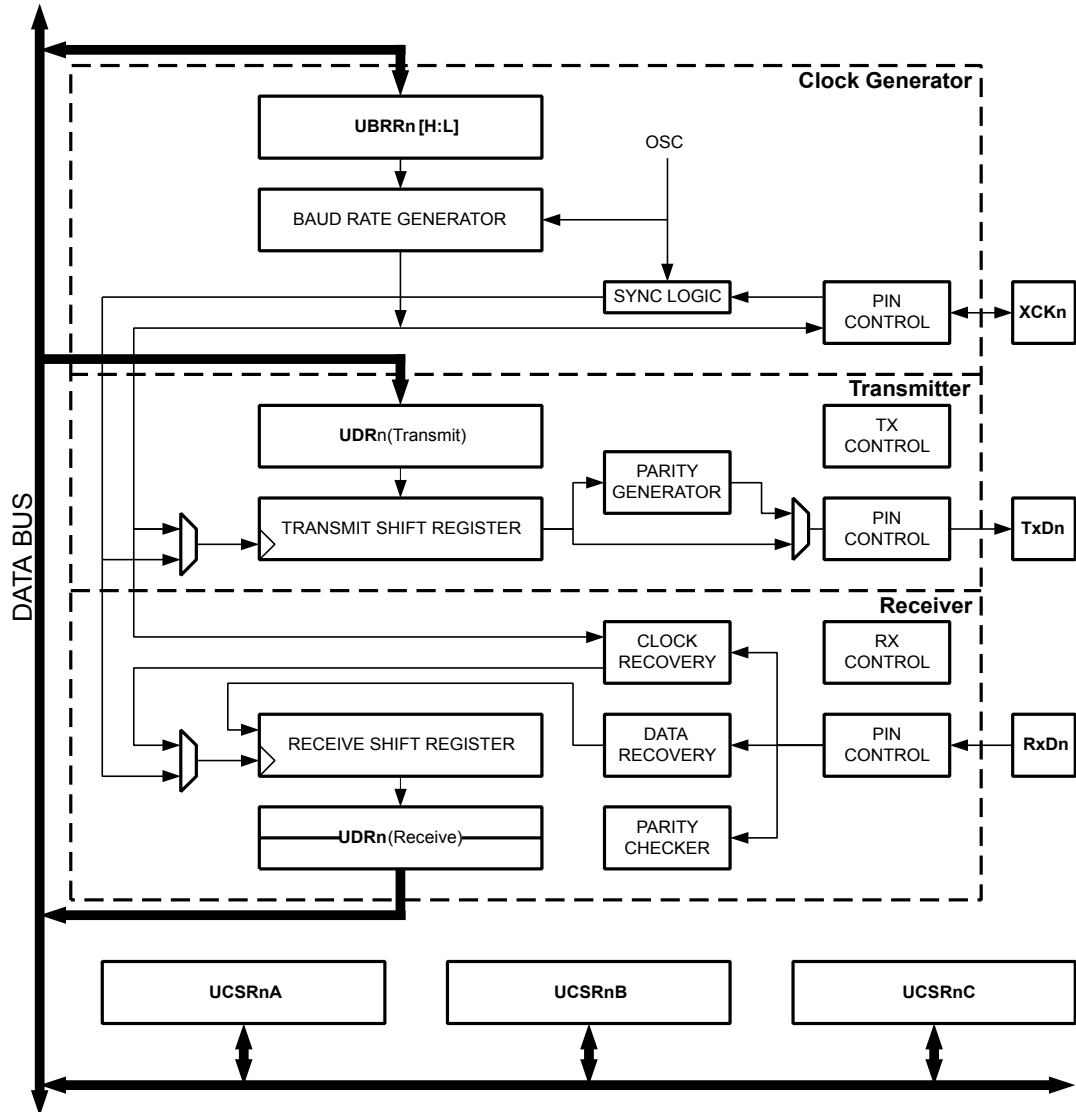 Clock Generator
UBRRn [H:L]
OSC
BAUD RATE GENERATOR
SYNC LOGIC
PIN
CONTROL
XCKn
Transmitter
UDRn(Transmit)
TX
CONTROL
PARITY
GENERATOR
TRANSMIT SHIFT REGISTER
PIN
CONTROL
TxDn
DATA BUS
Receiver
CLOCK
RECOVERY
RX
CONTROL
RECEIVE SHIFT REGISTER
DATA
RECOVERY
PIN
CONTROL
RxDn
UDRn(Receive)
PARITY
CHECKER
UCSRnA
UCSRnB
UCSRnC